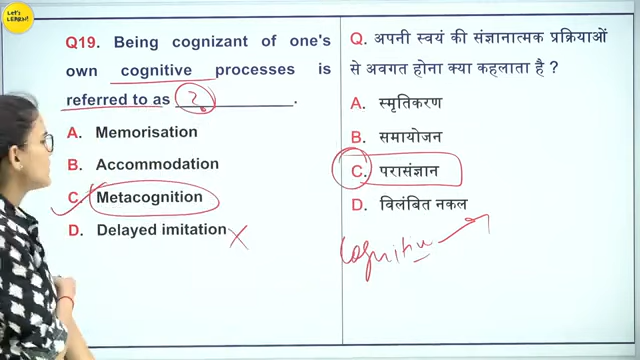 Let's
LEARN!
Q19. Being cognizant of one's
own cognitive processes is
referred to as ? ____________.
A. Memorisation
B. Accommodation
C. Metacognition
D. Delayed imitation
Q. अपनी स्वयं की संज्ञानात्मक प्रक्रियाओं
से अवगत होना क्या कहलाता है ?
A. स्मृतिकरण
B. समायोजन
C. परासंज्ञान
D. विलंबित नकल
Cognitive